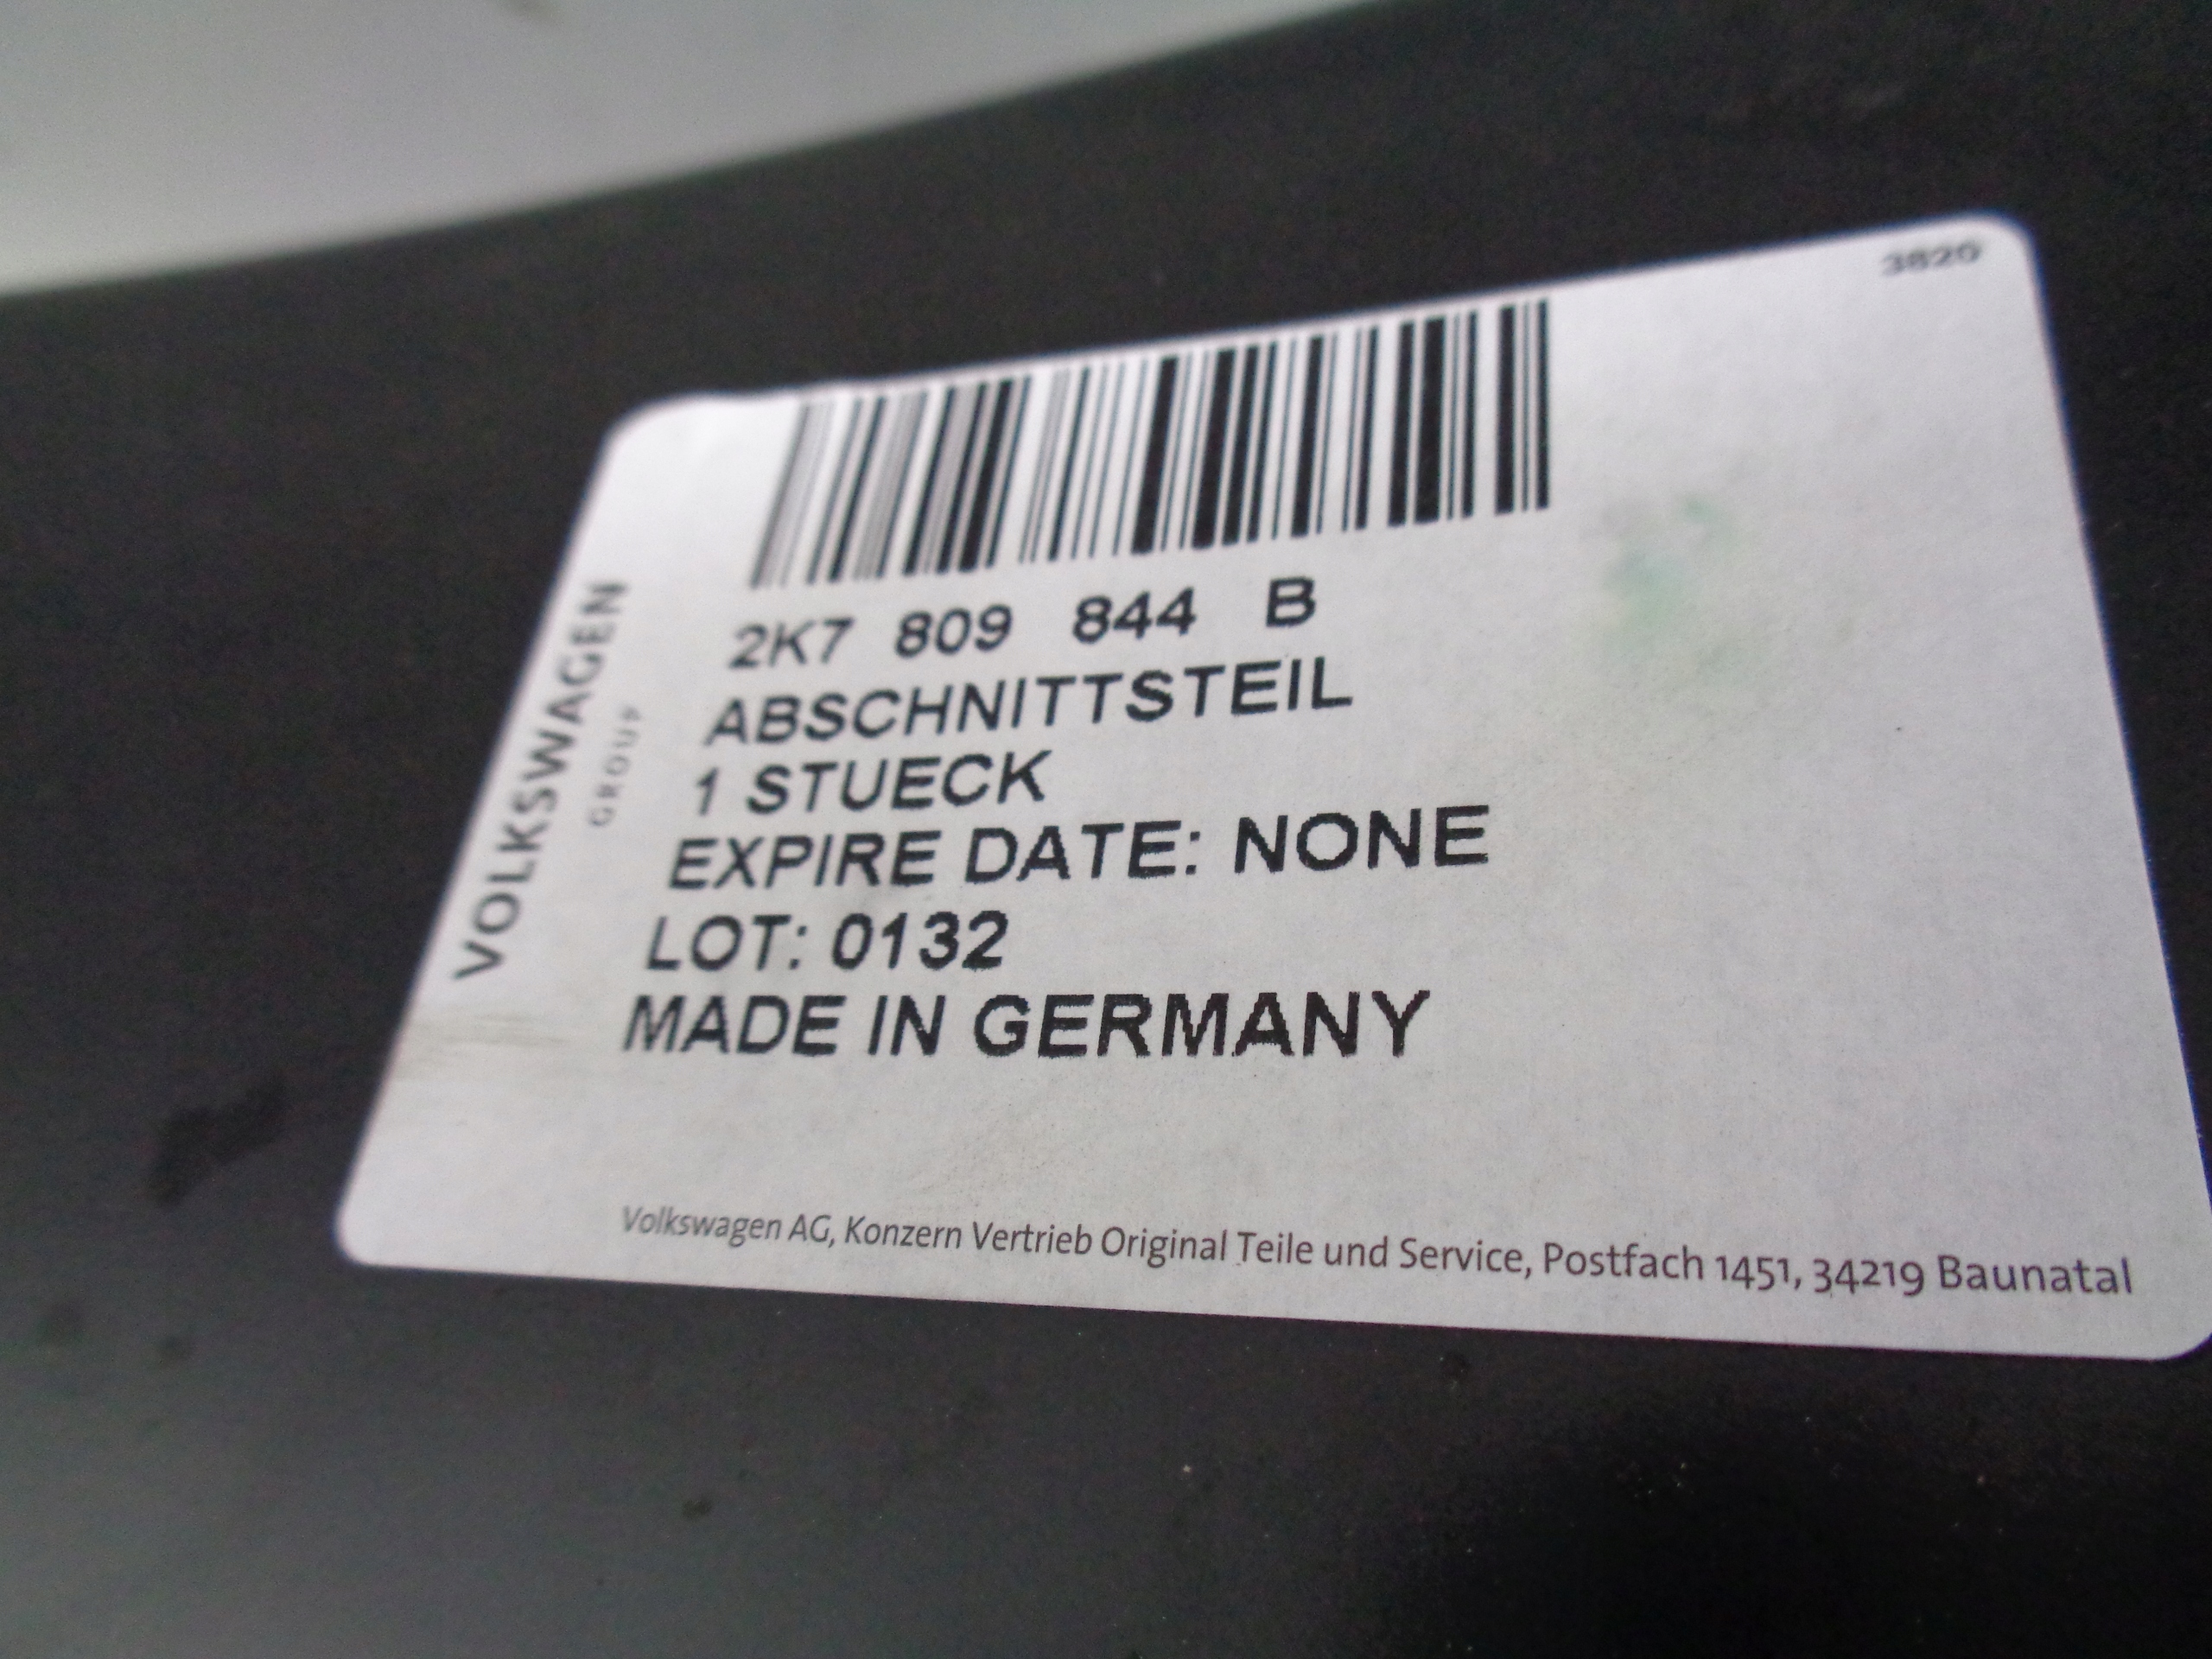 3820
2K7 809 844 B
ABSCHNITTSTEIL
1 STUECK
EXPIRE DATE: NONE
LOT: 0132
MADE IN GERMANY
VOLKSWAGEN
GROUP
Volkswagen AG, Konzern Vertrieb Original Teile und Service, Postfach 1451, 34219 Baunatal